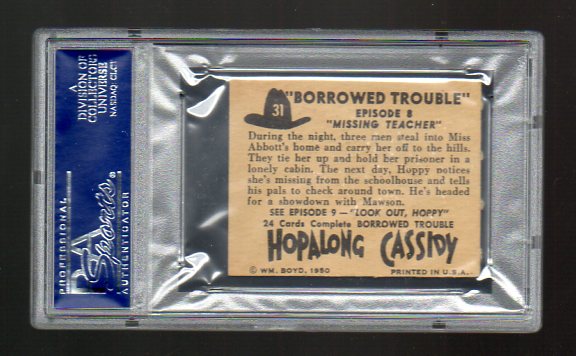 31
"BORROWED TROUBLE"
EPISODE 8
"MISSING TEACHER"
During the night, three men steal into Miss
Abbott's home and carry her off to the hills.
They tie her up and hold her prisoner in a
lonely cabin. The next day, Hoppy notices
she's missing from the schoolhouse and tells
his pals to check around town. He's headed
for a showdown with Mawson.
SEE EPISODE 9 — "LOOK OUT, HOPPY"
24 Cards Complete BORROWED TROUBLE
HOPALONG CASSIDY
© WM. BOYD, 1950
PRINTED IN U.S.A.
A
DIVISION OF
COLLECTORS
UNIVERSE
NASDAQ: CLCT
PSA
Sports
PROFESSIONAL
AUTHENTICATOR